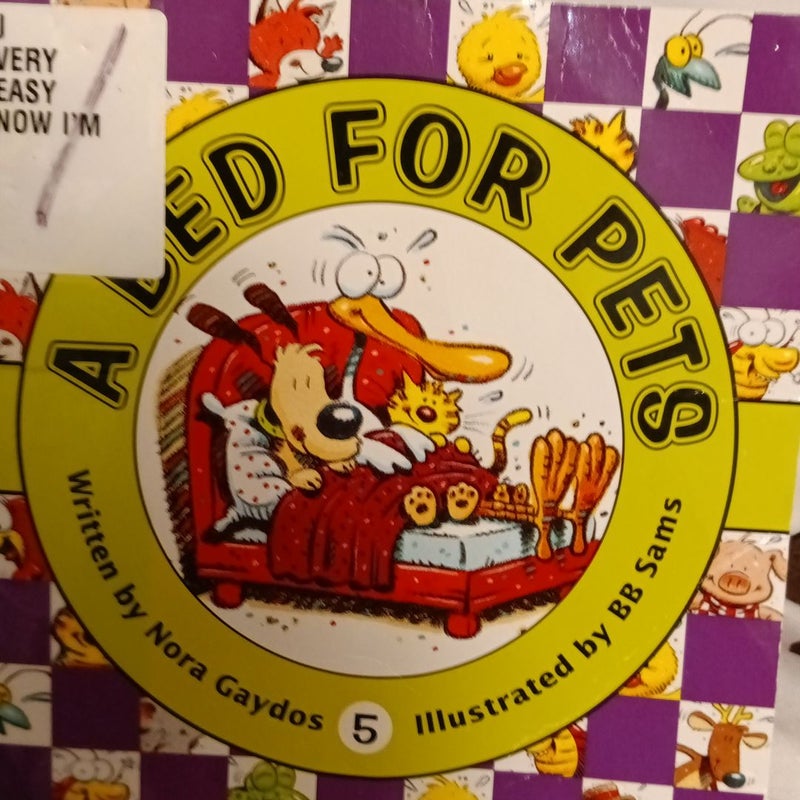 J
VERY
EASY
NOW I'M
A BED FOR PETS
Written by Nora Gaydos
5
Illustrated by BB Sams